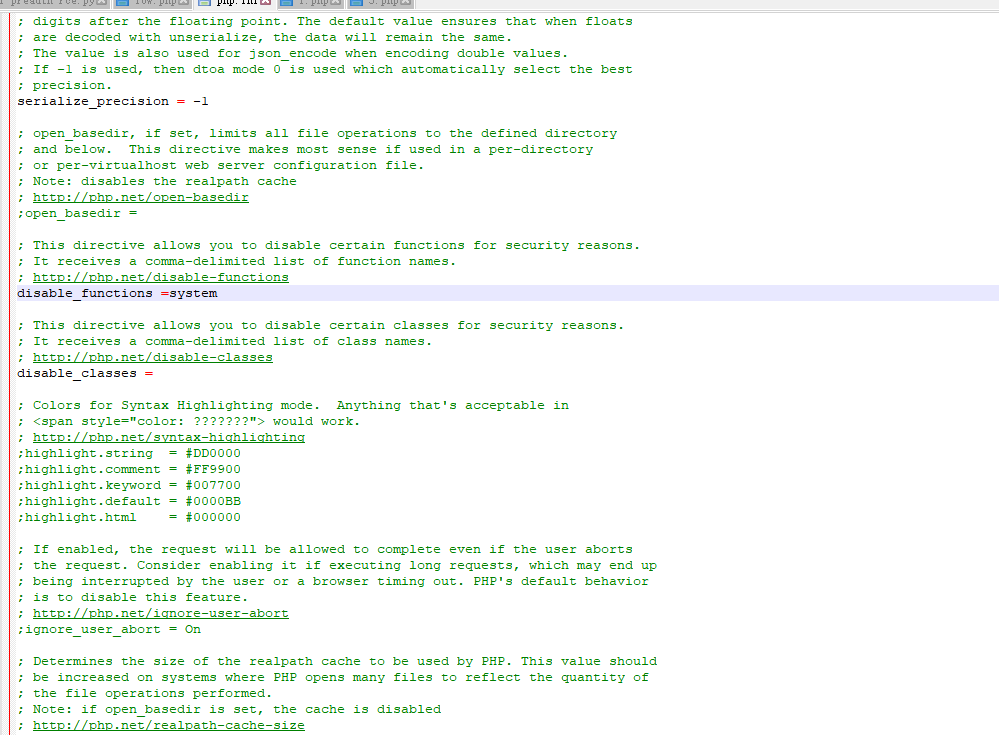 low.php php.ini 1.php 3.php
; digits after the floating point. The default value ensures that when floats
; are decoded with unserialize, the data will remain the same.
; The value is also used for json_encode when encoding double values.
; If -1 is used, then dtoa mode 0 is used which automatically select the best
; precision.
serialize_precision = -1
; open_basedir, if set, limits all file operations to the defined directory
; and below.  This directive makes most sense if used in a per-directory
; or per-virtualhost web server configuration file.
; Note: disables the realpath cache
; http://php.net/open-basedir
;open_basedir =
; This directive allows you to disable certain functions for security reasons.
; It receives a comma-delimited list of function names.
; http://php.net/disable-functions
disable_functions =system
; This directive allows you to disable certain classes for security reasons.
; It receives a comma-delimited list of class names.
; http://php.net/disable-classes
disable_classes =
; Colors for Syntax Highlighting mode.  Anything that's acceptable in
; <span style="color: ???????"> would work.
; http://php.net/syntax-highlighting
;highlight.string  = #DD0000
;highlight.comment = #FF9900
;highlight.keyword = #007700
;highlight.default = #0000BB
;highlight.html    = #000000
; If enabled, the request will be allowed to complete even if the user aborts
; the request. Consider enabling it if executing long requests, which may end up
; being interrupted by the user or a browser timing out. PHP's default behavior
; is to disable this feature.
; http://php.net/ignore-user-abort
;ignore_user_abort = On
; Determines the size of the realpath cache to be used by PHP. This value should
; be increased on systems where PHP opens many files to reflect the quantity of
; the file operations performed.
; Note: if open_basedir is set, the cache is disabled
; http://php.net/realpath-cache-size